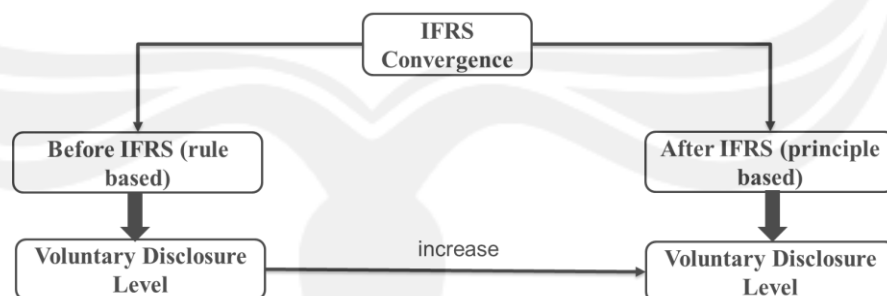 IFRS
Convergence
Before IFRS (rule
based)
After IFRS (principle
based)
Voluntary Disclosure
Level
increase
Voluntary Disclosure
Level